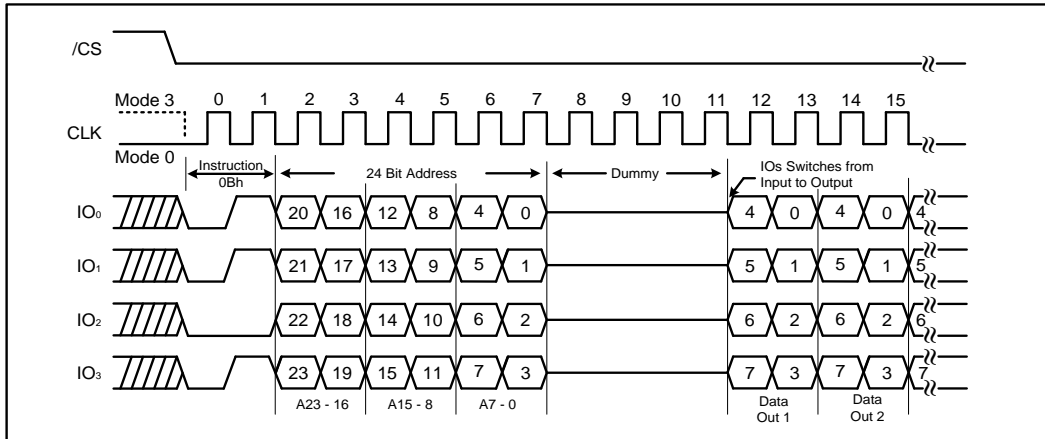 /CS
Mode 3
0 1 2 3 4 5 6 7 8 9 10 11 12 13 14 15
CLK
Mode 0
Instruction
0Bh
24 Bit Address
Dummy
IOs Switches from
Input to Output
IO₀ 20 16 12 8 4 0 4 0 4 0 4
IO₁ 21 17 13 9 5 1 5 1 5 1 5
IO₂ 22 18 14 10 6 2 6 2 6 2 6
IO₃ 23 19 15 11 7 3 7 3 7 3 7
A23 - 16 A15 - 8 A7 - 0
Data
Out 1
Data
Out 2